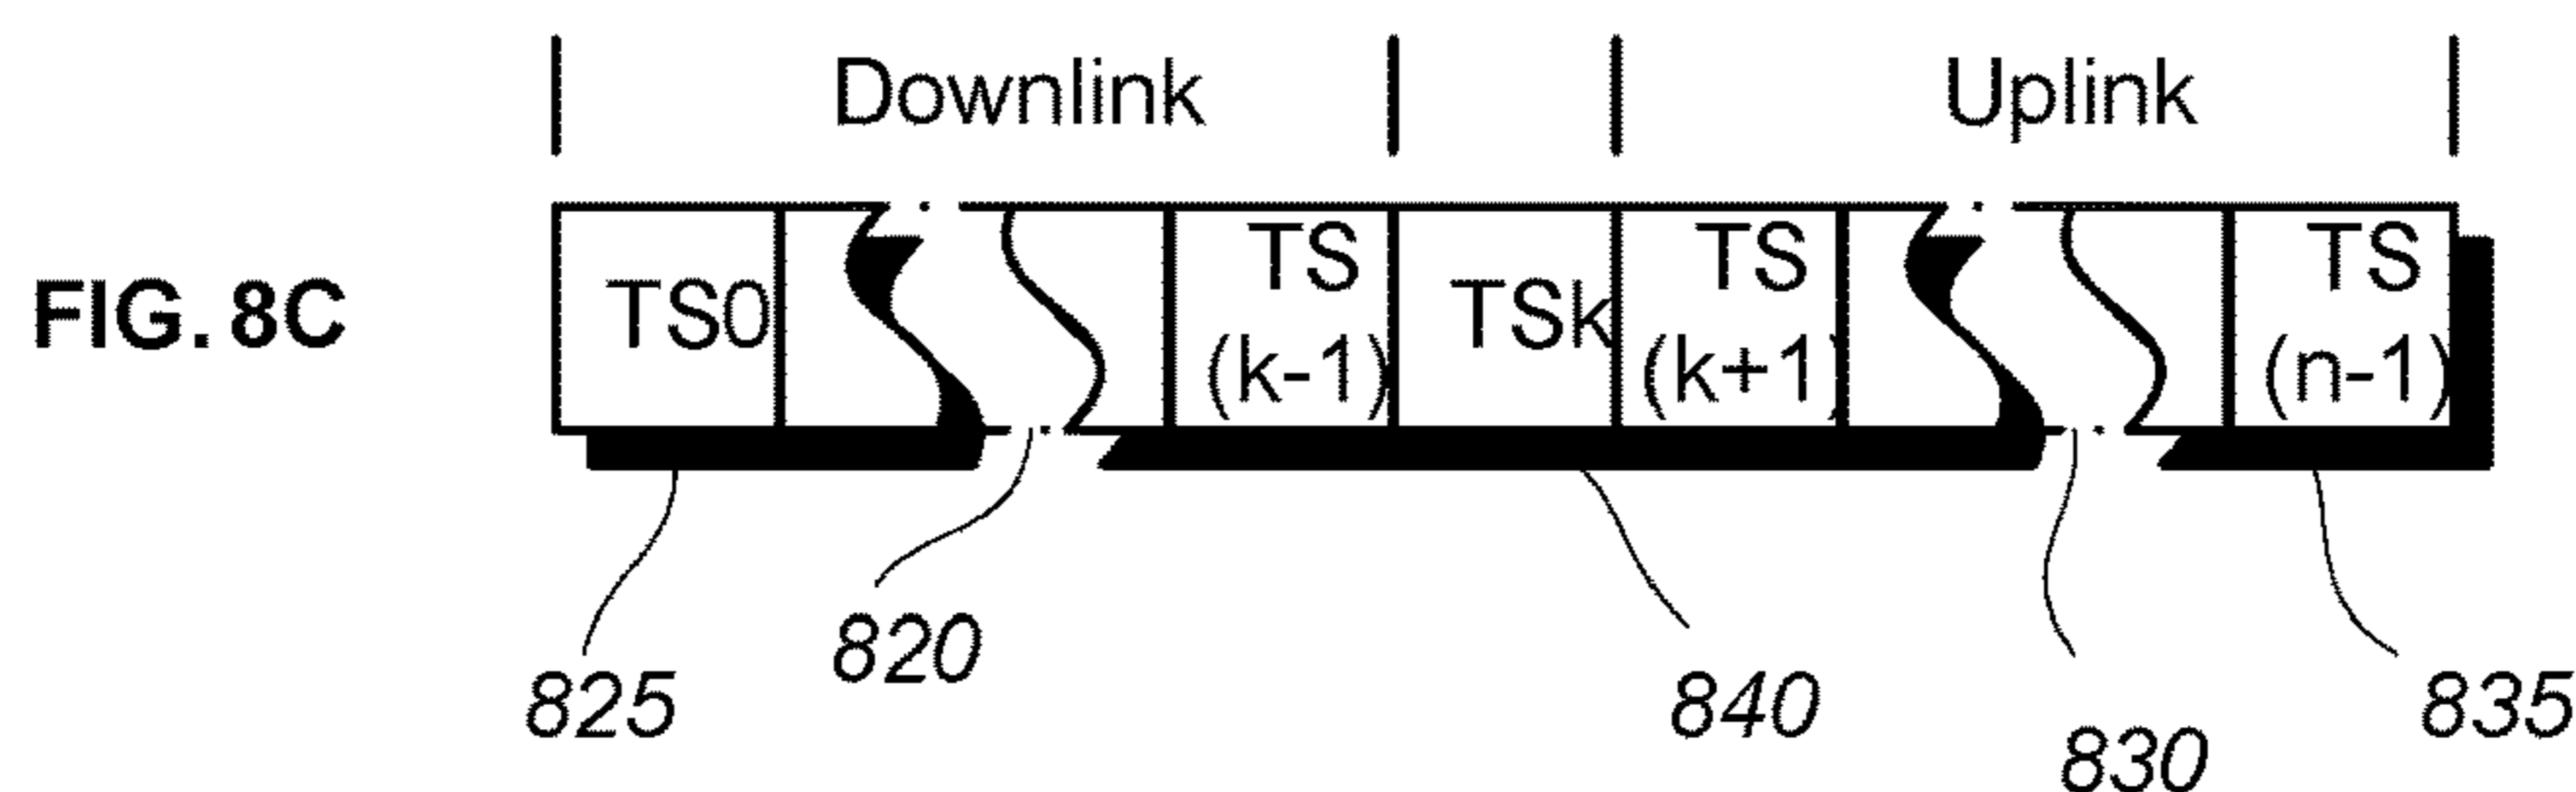 Downlink Uplink
FIG. 8C
TS0 TS (k-1) TSk TS (k+1) TS (n-1)
825 820 840 830 835